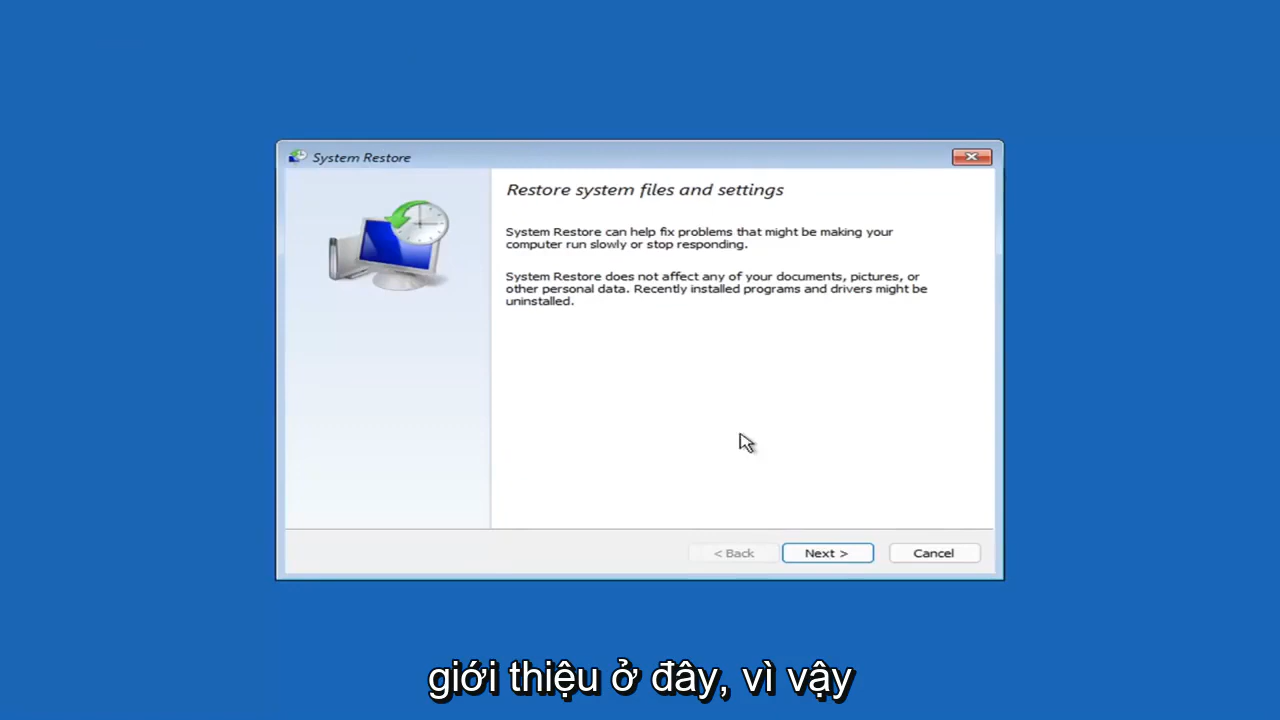 System Restore
Restore system files and settings
System Restore can help fix problems that might be making your
computer run slowly or stop responding.
System Restore does not affect any of your documents, pictures, or
other personal data. Recently installed programs and drivers might be
uninstalled.
< Back
Next >
Cancel
giới thiệu ở đây, vì vậy